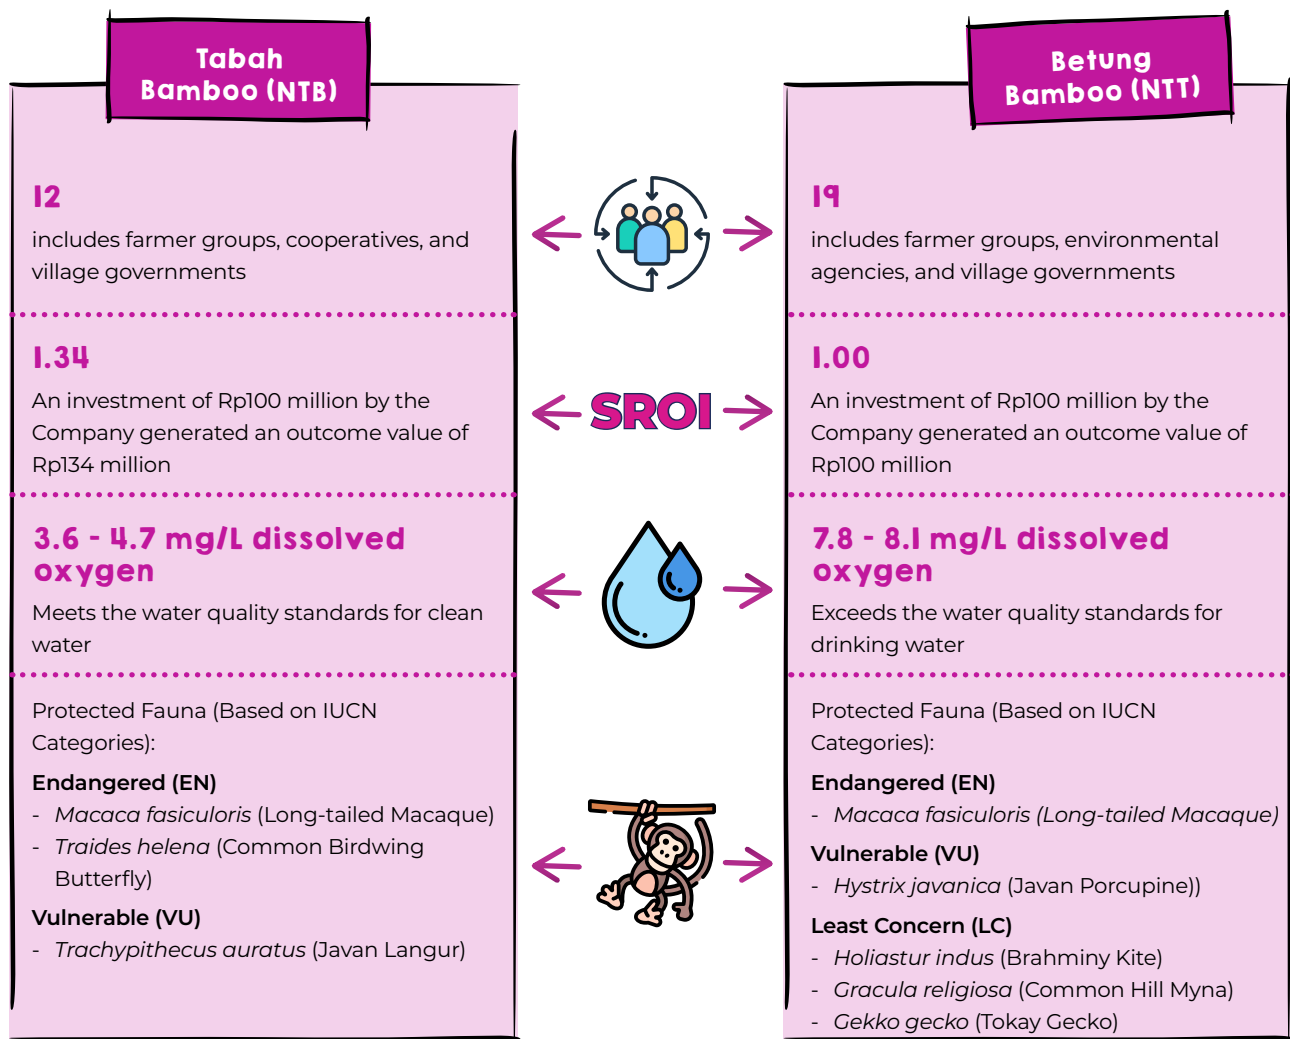 Tabah
Bamboo (NTB)
12
includes farmer groups, cooperatives, and
village governments
1.34
An investment of Rp100 million by the
Company generated an outcome value of
Rp134 million
3.6 - 4.7 mg/L dissolved
oxygen
Meets the water quality standards for clean
water
Protected Fauna (Based on IUCN
Categories):
Endangered (EN)
- Macaca fasiculoris (Long-tailed Macaque)
- Traides helena (Common Birdwing
Butterfly)
Vulnerable (VU)
- Trachypithecus auratus (Javan Langur)
SROI
Betung
Bamboo (NTT)
19
includes farmer groups, environmental
agencies, and village governments
1.00
An investment of Rp100 million by the
Company generated an outcome value of
Rp100 million
7.8 - 8.1 mg/L dissolved
oxygen
Exceeds the water quality standards for
drinking water
Protected Fauna (Based on IUCN
Categories):
Endangered (EN)
- Macaca fasiculoris (Long-tailed Macaque)
Vulnerable (VU)
- Hystrix javanica (Javan Porcupine))
Least Concern (LC)
- Holiastur indus (Brahminy Kite)
- Gracula religiosa (Common Hill Myna)
- Gekko gecko (Tokay Gecko)